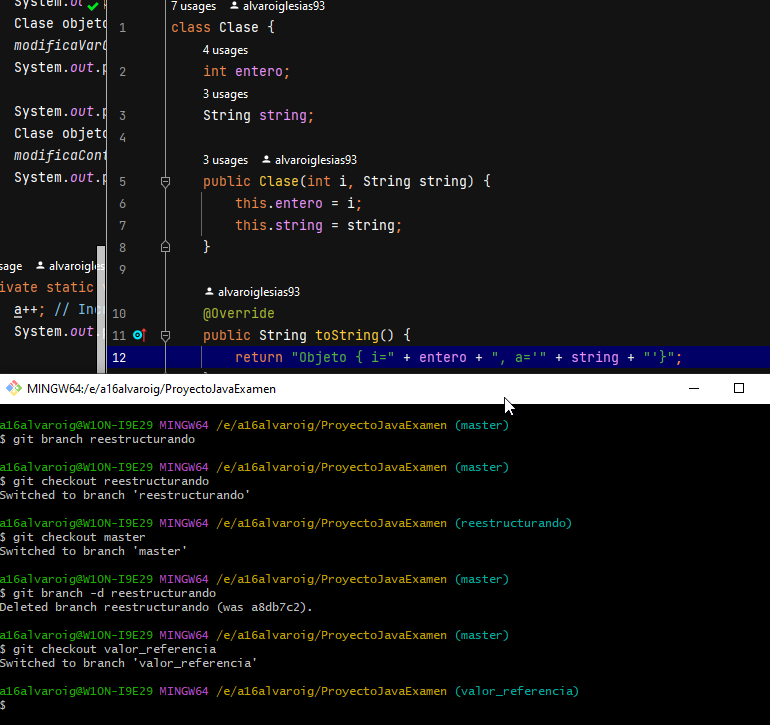 System.ou
Clase objeto
modificaVar
System.out.p
System.out.p
Clase objeto
modificaCont
System.out.p
sage alvaroigles
ivate static v
a++; // Inc
System.out.
7 usages alvaroiglesias93
1 class Clase {
4 usages
2 int entero;
3 usages
3 String string;
4
3 usages alvaroiglesias93
5 public Clase(int i, String string) {
6 this.entero = i;
7 this.string = string;
8 }
9
alvaroiglesias93
10 @Override
11 public String toString() {
12 return "Objeto { i=" + entero + ", a='" + string + "'}";
MINGW64:/e/a16alvaroig/ProyectoJavaExamen
a16alvaroig@W10N-I9E29 MINGW64 /e/a16alvaroig/ProyectoJavaExamen (master)
$ git branch reestructurando
a16alvaroig@W10N-I9E29 MINGW64 /e/a16alvaroig/ProyectoJavaExamen (master)
$ git checkout reestructurando
Switched to branch 'reestructurando'
a16alvaroig@W10N-I9E29 MINGW64 /e/a16alvaroig/ProyectoJavaExamen (reestructurando)
$ git checkout master
Switched to branch 'master'
a16alvaroig@W10N-I9E29 MINGW64 /e/a16alvaroig/ProyectoJavaExamen (master)
$ git branch -d reestructurando
Deleted branch reestructurando (was a8db7c2).
a16alvaroig@W10N-I9E29 MINGW64 /e/a16alvaroig/ProyectoJavaExamen (master)
$ git checkout valor_referencia
Switched to branch 'valor_referencia'
a16alvaroig@W10N-I9E29 MINGW64 /e/a16alvaroig/ProyectoJavaExamen (valor_referencia)
$